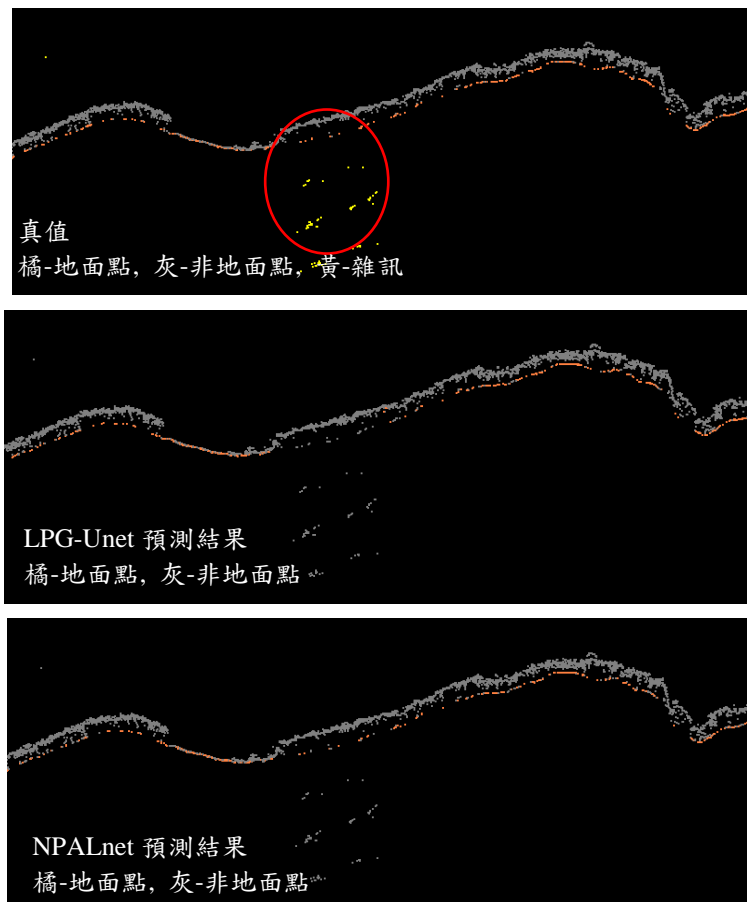 真值
橘-地面點, 灰-非地面點, 黃-雜訊
LPG-Unet 預測結果
橘-地面點, 灰-非地面點
NPALnet 預測結果
橘-地面點, 灰-非地面點